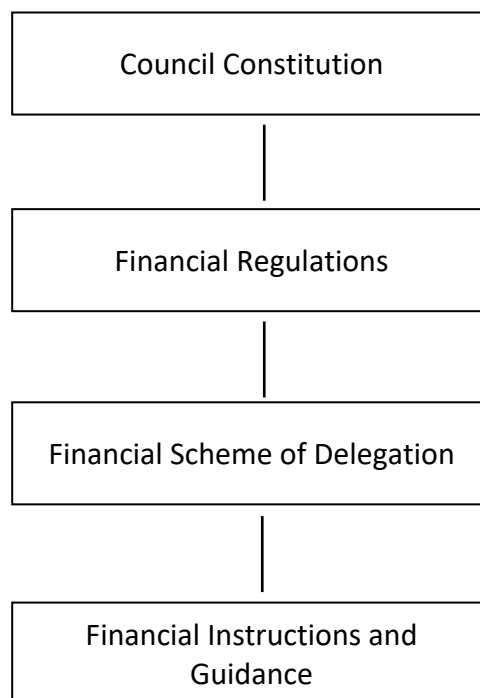 Council Constitution
Financial Regulations
Financial Scheme of Delegation
Financial Instructions and
Guidance